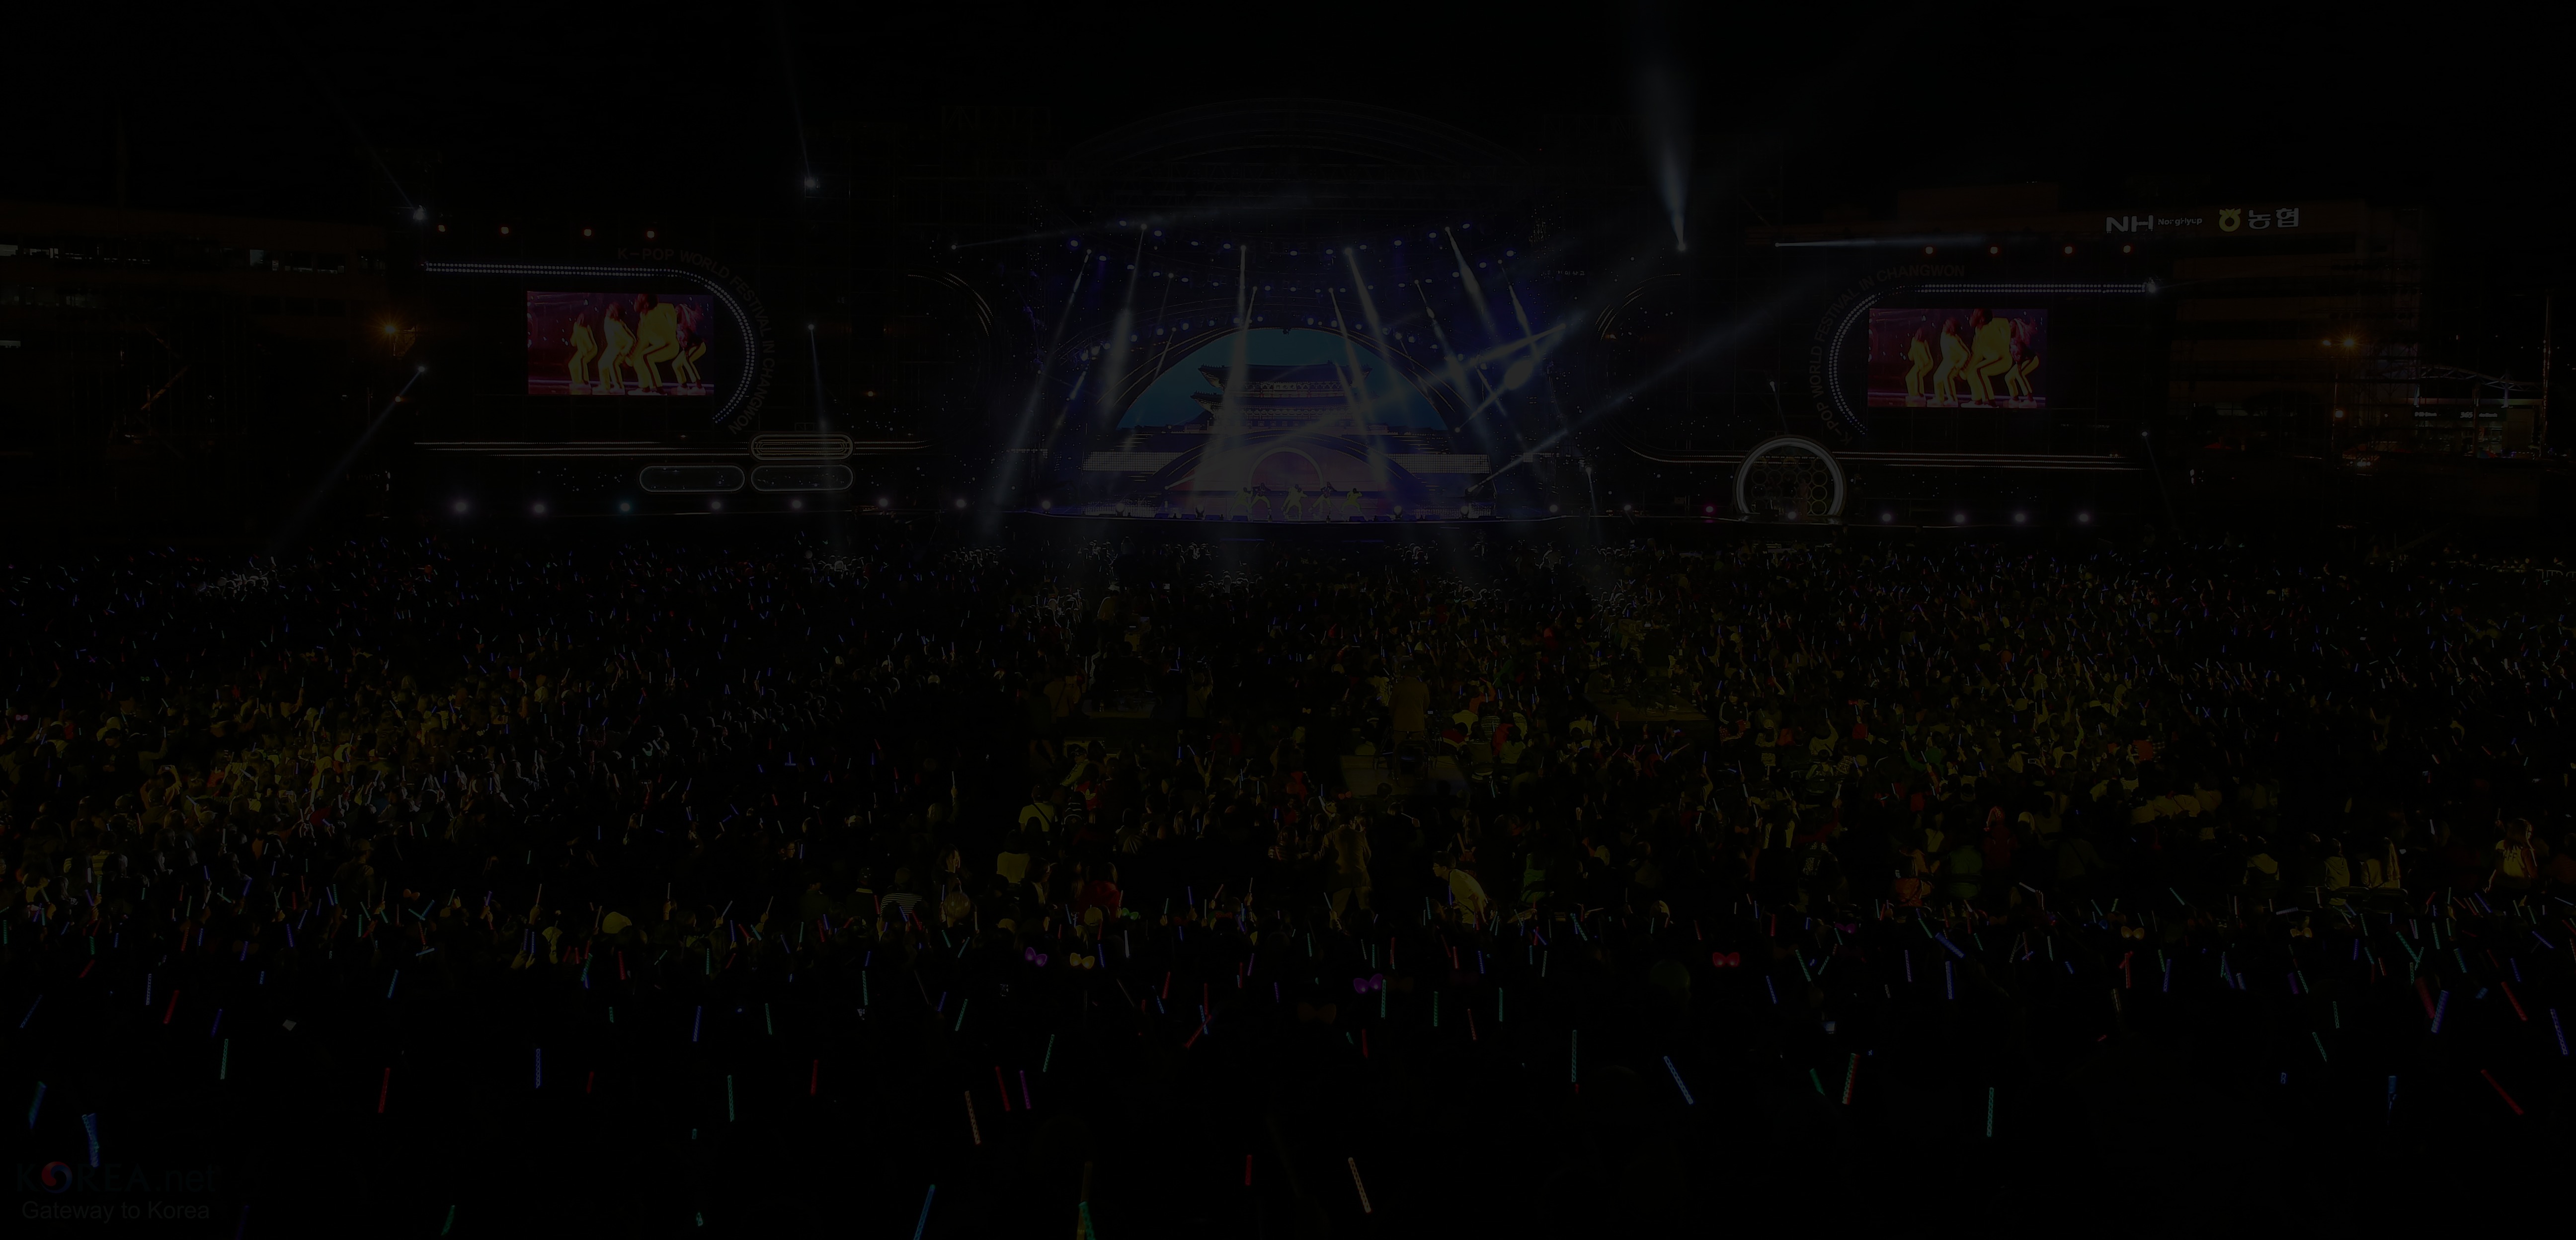 NH NongHyup 농협
K-POP WORLD FESTIVAL IN CHANGWON
K-POP WORLD FESTIVAL IN CHANGWON
KOREA.net
Gateway to Korea